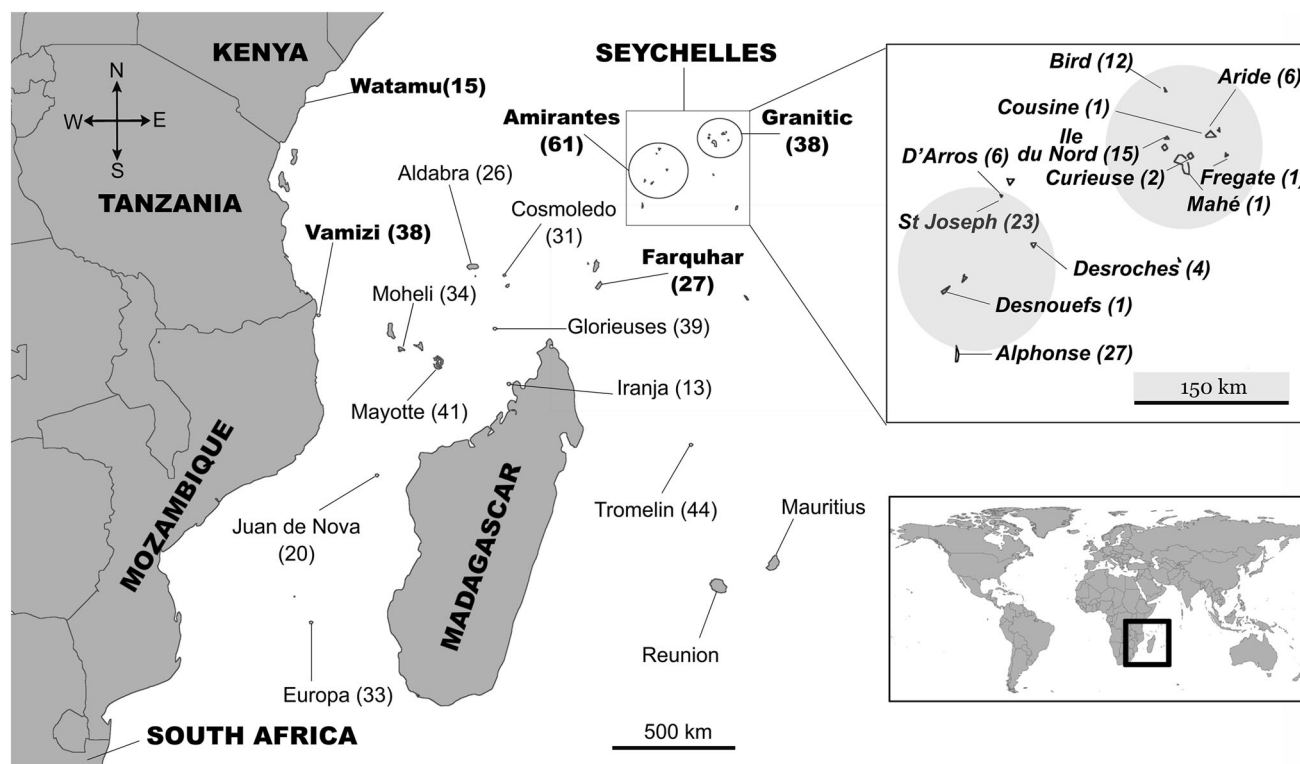 KENYA
N
W
E
S
TANZANIA
Watamu(15)
SEYCHELLES
Amirantes
(61)
Granitic
(38)
Aldabra (26)
Cosmoledo
(31)
Vamizi (38)
Farquhar
(27)
Moheli (34)
Glorieuses (39)
Mayotte (41)
Iranja (13)
MOZAMBIQUE
MADAGASCAR
Juan de Nova
(20)
Tromelin (44)
Mauritius
Reunion
Europa (33)
SOUTH AFRICA
500 km
Bird (12)
Aride (6)
Cousine (1)
Ile
du Nord (15)
D'Arros (6)
Curieuse (2)
Fregate (1)
Mahé (1)
St Joseph (23)
Desroches (4)
Desnouefs (1)
Alphonse (27)
150 km